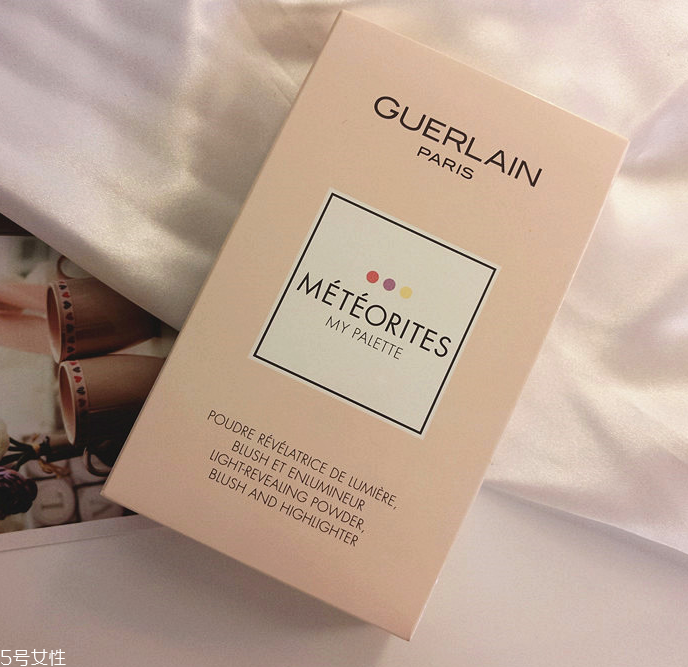 GUERLAIN
PARIS
MÉTÉORITES
MY PALETTE
POUDRE RÉVÉLATRICE DE LUMIÈRE,
BLUSH ET ENLUMINEUR
LIGHT-REVEALING POWDER,
BLUSH AND HIGHLIGHTER
5号女性